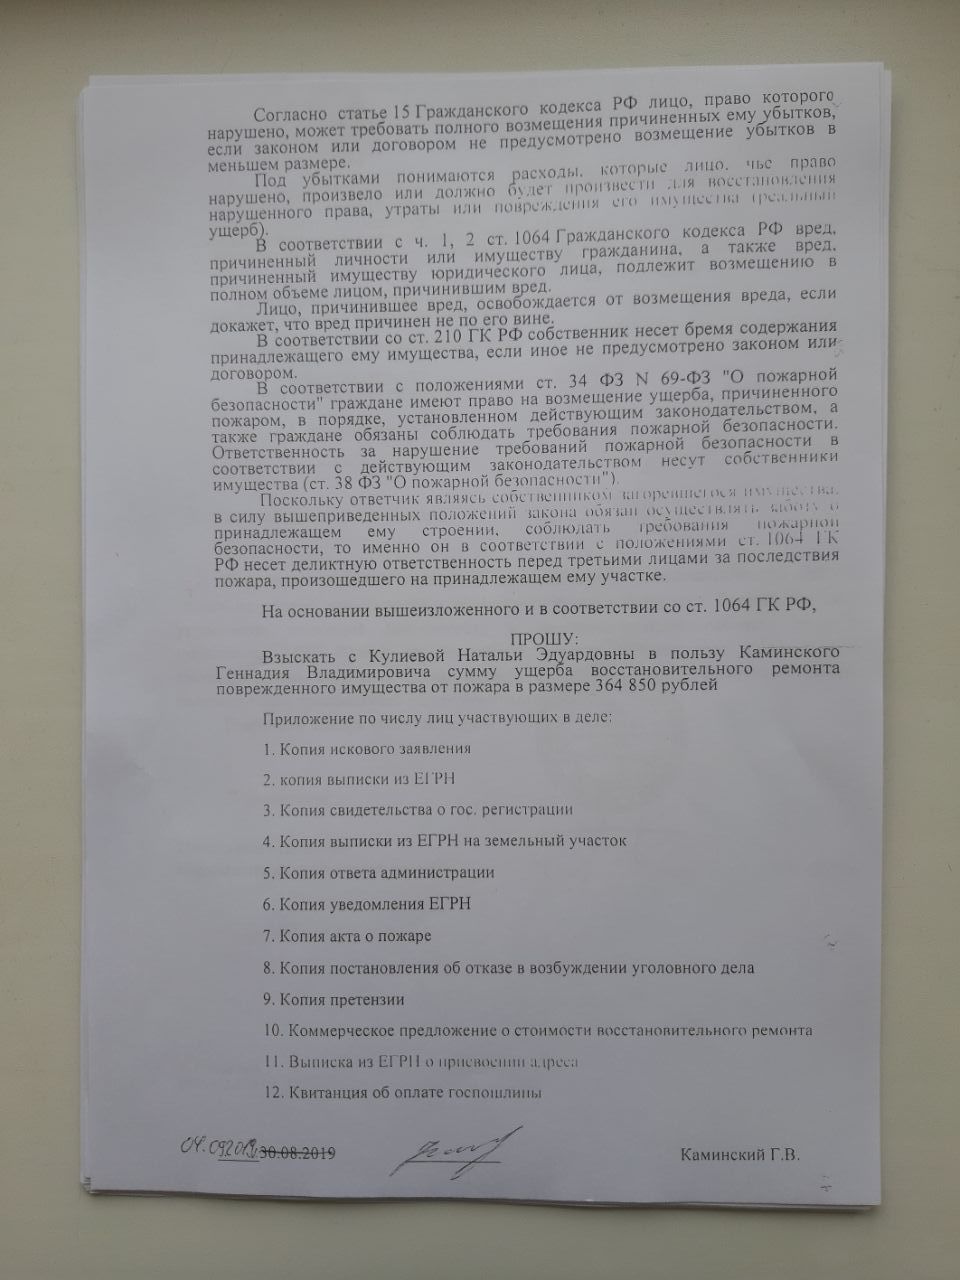 Согласно статье 15 Гражданского кодекса РФ лицо, право которого
нарушено, может требовать полного возмещения причиненных ему убытков,
если законом или договором не предусмотрено возмещение убытков в
меньшем размере.
Под убытками понимаются расходы, которые лицо, чье право
нарушено, произвело или должно будет произвести для восстановления
нарушенного права, утраты или повреждения его имущества (реальный
ущерб).
В соответствии с ч. 1, 2 ст. 1064 Гражданского кодекса РФ вред,
причиненный личности или имуществу гражданина, а также вред,
причиненный имуществу юридического лица, подлежит возмещению в
полном объеме лицом, причинившим вред.
Лицо, причинившее вред, освобождается от возмещения вреда, если
докажет, что вред причинен не по его вине.
В соответствии со ст. 210 ГК РФ собственник несет бремя содержания
принадлежащего ему имущества, если иное не предусмотрено законом или
договором.
В соответствии с положениями ст. 34 ФЗ N 69-ФЗ "О пожарной
безопасности" граждане имеют право на возмещение ущерба, причиненного
пожаром, в порядке, установленном действующим законодательством, а
также граждане обязаны соблюдать требования пожарной безопасности.
Ответственность за нарушение требований пожарной безопасности в
соответствии с действующим законодательством несут собственники
имущества (ст. 38 ФЗ "О пожарной безопасности").
Поскольку ответчик являясь собственником загоревшегося имущества,
в силу вышеприведенных положений закона обязан осуществлять заботу о
принадлежащем ему строении, соблюдать требования пожарной
безопасности, то именно он в соответствии с положениями ст. 1064 ГК
РФ несет деликтную ответственность перед третьими лицами за последствия
пожара, произошедшего на принадлежащем ему участке.
На основании вышеизложенного и в соответствии со ст. 1064 ГК РФ,
ПРОШУ:
Взыскать с Кулиевой Натальи Эдуардовны в пользу Каминского
Геннадия Владимировича сумму ущерба восстановительного ремонта
поврежденного имущества от пожара в размере 364 850 рублей
Приложение по числу лиц участвующих в деле:
1. Копия искового заявления
2. копия выписки из ЕГРН
3. Копия свидетельства о гос. регистрации
4. Копия выписки из ЕГРН на земельный участок
5. Копия ответа администрации
6. Копия уведомления ЕГРН
7. Копия акта о пожаре
8. Копия постановления об отказе в возбуждении уголовного дела
9. Копия претензии
10. Коммерческое предложение о стоимости восстановительного ремонта
11. Выписка из ЕГРН о присвоении адреса
12. Квитанция об оплате госпошлины
04.09.2019 30.08.2019 Каминский Г.В.